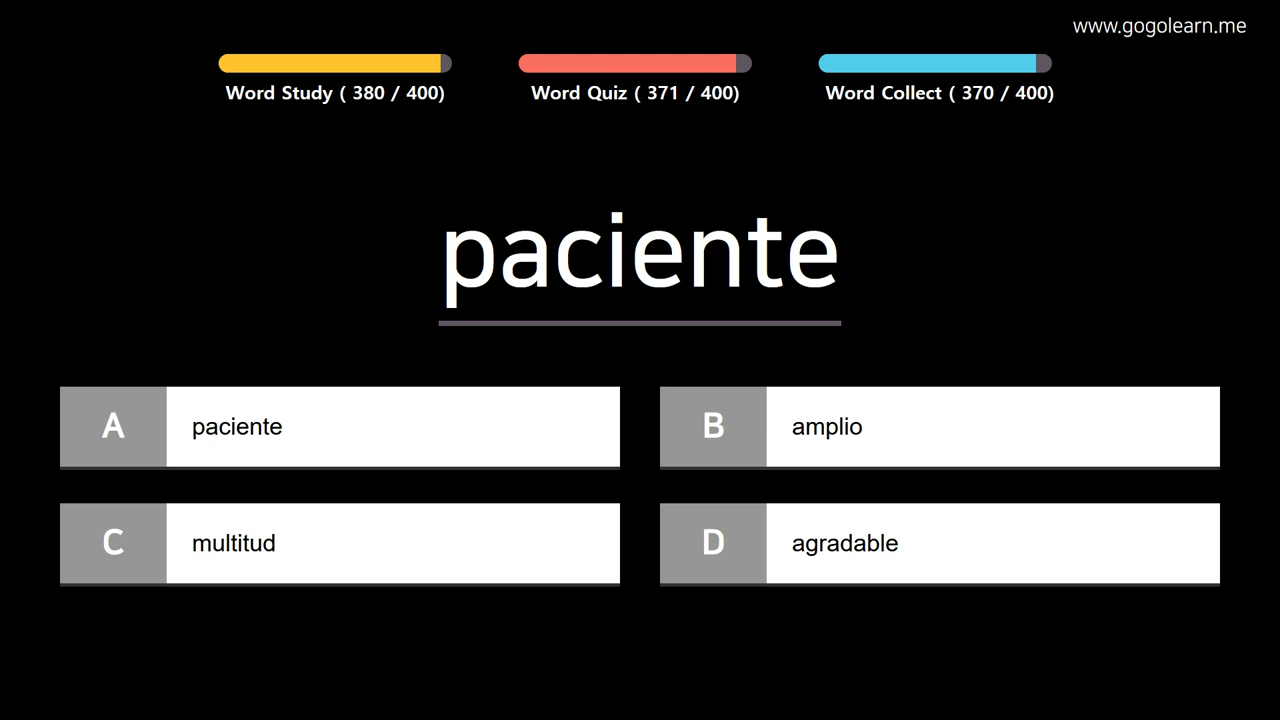 www.gogolearn.me
Word Study ( 380 / 400)
Word Quiz ( 371 / 400)
Word Collect ( 370 / 400)
paciente
A
paciente
B
amplio
C
multitud
D
agradable